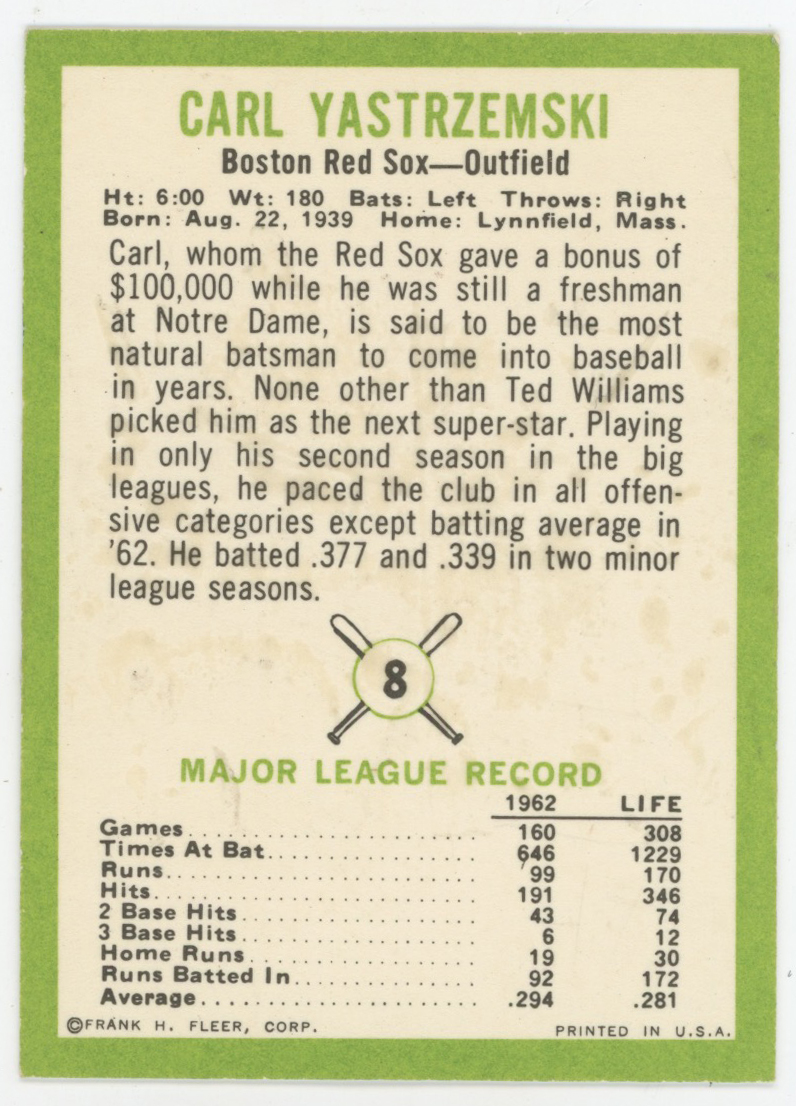 CARL YASTRZEMSKI
Boston Red Sox—Outfield
Ht: 6:00 Wt: 180 Bats: Left Throws: Right
Born: Aug. 22, 1939 Home: Lynnfield, Mass.
Carl, whom the Red Sox gave a bonus of
$100,000 while he was still a freshman
at Notre Dame, is said to be the most
natural batsman to come into baseball
in years. None other than Ted Williams
picked him as the next super-star. Playing
in only his second season in the big
leagues, he paced the club in all offen-
sive categories except batting average in
'62. He batted .377 and .339 in two minor
league seasons.
8
MAJOR LEAGUE RECORD
1962 LIFE
Games 160 308
Times At Bat 646 1229
Runs 99 170
Hits 191 346
2 Base Hits 43 74
3 Base Hits 6 12
Home Runs 19 30
Runs Batted In 92 172
Average .294 .281
©FRANK H. FLEER, CORP. PRINTED IN U.S.A.